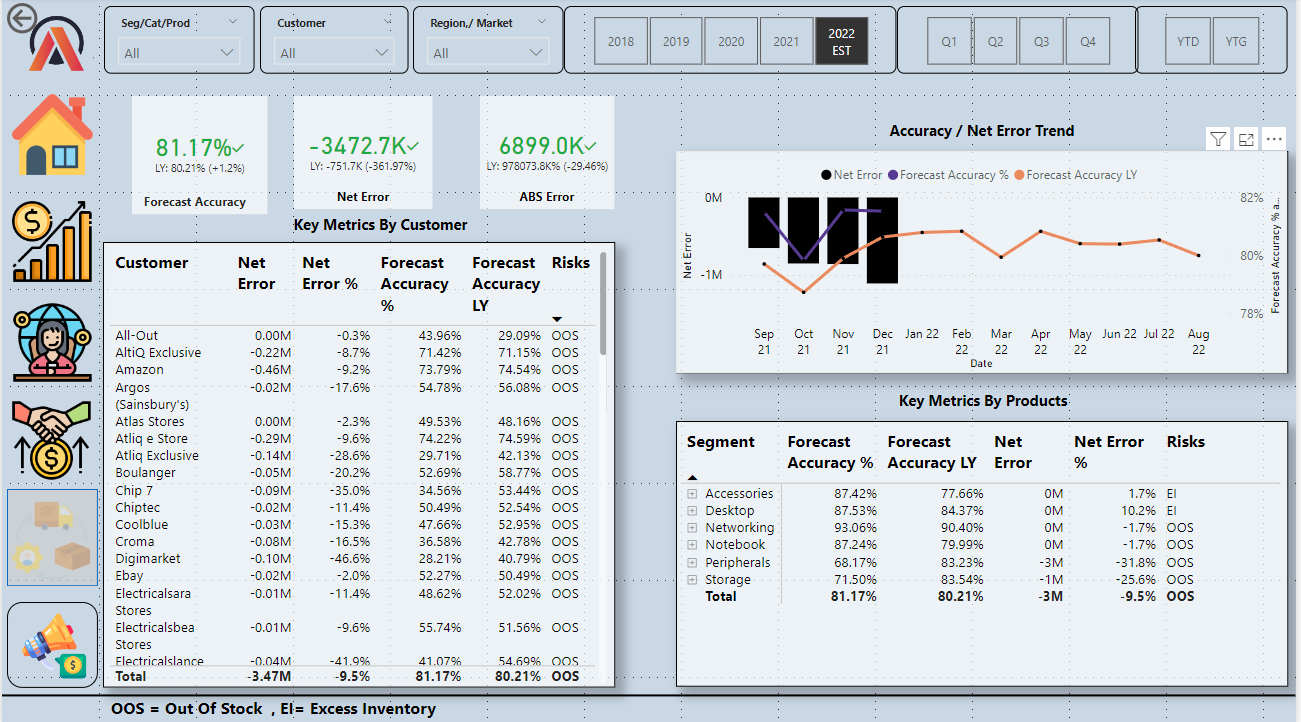 Seg/Cat/Prod
All
Customer
All
Region,/ Market
All
2018
2019
2020
2021
2022
EST
Q1
Q2
Q3
Q4
YTD
YTG
81.17%
LY: 80.21% (+1.2%)
Forecast Accuracy
-3472.7K
LY: -751.7K (-361.97%)
Net Error
6899.0K
LY: 978073.8K% (-29.46%)
ABS Error
Key Metrics By Customer
Customer Net Error Net Error % Forecast Accuracy % Forecast Accuracy LY Risks
All-Out 0.00M -0.3% 43.96% 29.09% OOS
AltiQ Exclusive -0.22M -8.7% 71.42% 71.15% OOS
Amazon -0.46M -9.2% 73.79% 74.54% OOS
Argos -0.02M -17.6% 54.78% 56.08% OOS
(Sainsbury's)
Atlas Stores 0.00M -2.3% 49.53% 48.16% OOS
Atliq e Store -0.29M -9.6% 74.22% 74.59% OOS
Atliq Exclusive -0.14M -28.6% 29.71% 42.13% OOS
Boulanger -0.05M -20.2% 52.69% 58.77% OOS
Chip 7 -0.09M -35.0% 34.56% 53.44% OOS
Chiptec -0.02M -11.4% 50.49% 52.54% OOS
Coolblue -0.03M -15.3% 47.66% 52.95% OOS
Croma -0.08M -16.5% 36.58% 42.78% OOS
Digimarket -0.10M -46.6% 28.21% 40.79% OOS
Ebay -0.02M -2.0% 52.27% 50.49% OOS
Electricalsara -0.01M -11.4% 48.62% 52.02% OOS
Stores
Electricalsbea -0.01M -9.6% 55.74% 51.56% OOS
Stores
Electricalslance -0.04M -41.9% 41.07% 54.69% OOS
Total -3.47M -9.5% 81.17% 80.21% OOS
Accuracy / Net Error Trend
Net Error Forecast Accuracy % Forecast Accuracy LY
0M
-1M
Net Error
82%
80%
78%
Forecast Accuracy % a...
Sep 21
Oct 21
Nov 21
Dec 21
Jan 22
Feb 22
Mar 22
Apr 22
May 22
Jun 22
Jul 22
Aug 22
Date
Key Metrics By Products
Segment Forecast Accuracy % Forecast Accuracy LY Net Error Net Error % Risks
Accessories 87.42% 77.66% 0M 1.7% EI
Desktop 87.53% 84.37% 0M 10.2% EI
Networking 93.06% 90.40% 0M -1.7% OOS
Notebook 87.24% 79.99% 0M -1.7% OOS
Peripherals 68.17% 83.23% -3M -31.8% OOS
Storage 71.50% 83.54% -1M -25.6% OOS
Total 81.17% 80.21% -3M -9.5% OOS
OOS = Out Of Stock , EI= Excess Inventory